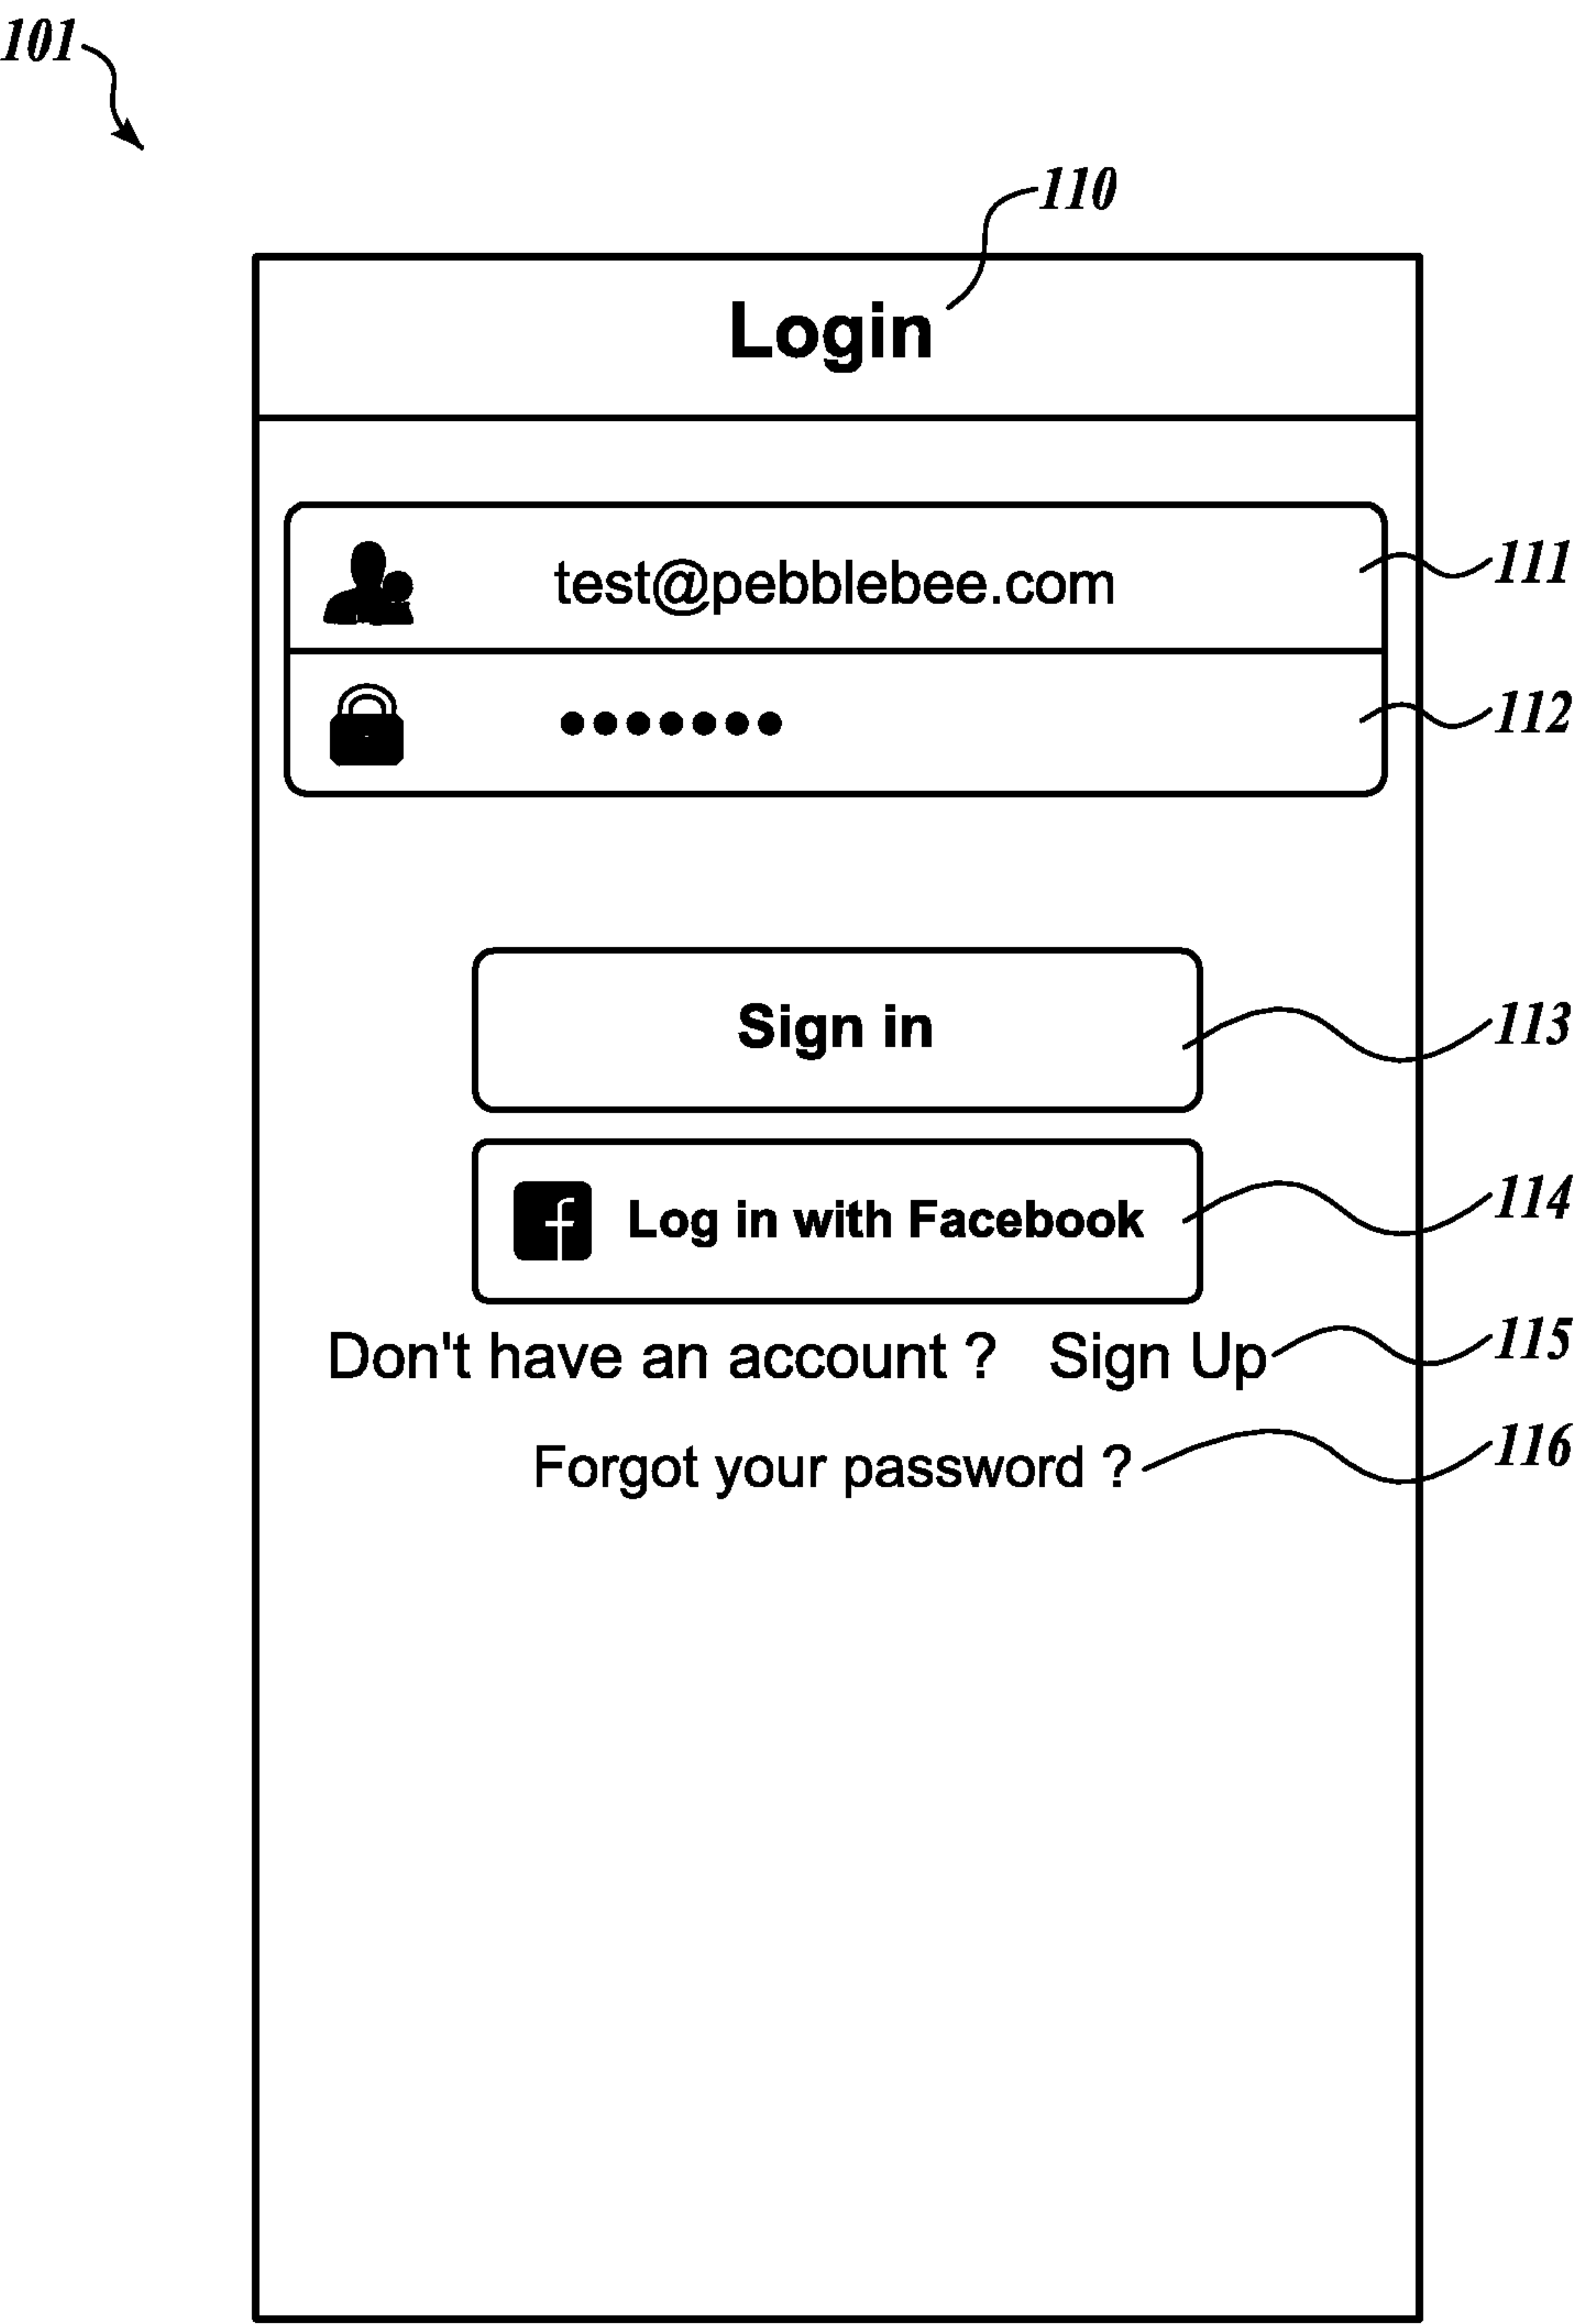 101
110
Login
test@pebblebee.com
111
●●●●●●●
112
Sign in
113
f Log in with Facebook
114
Don't have an account ? Sign Up
115
Forgot your password ?
116